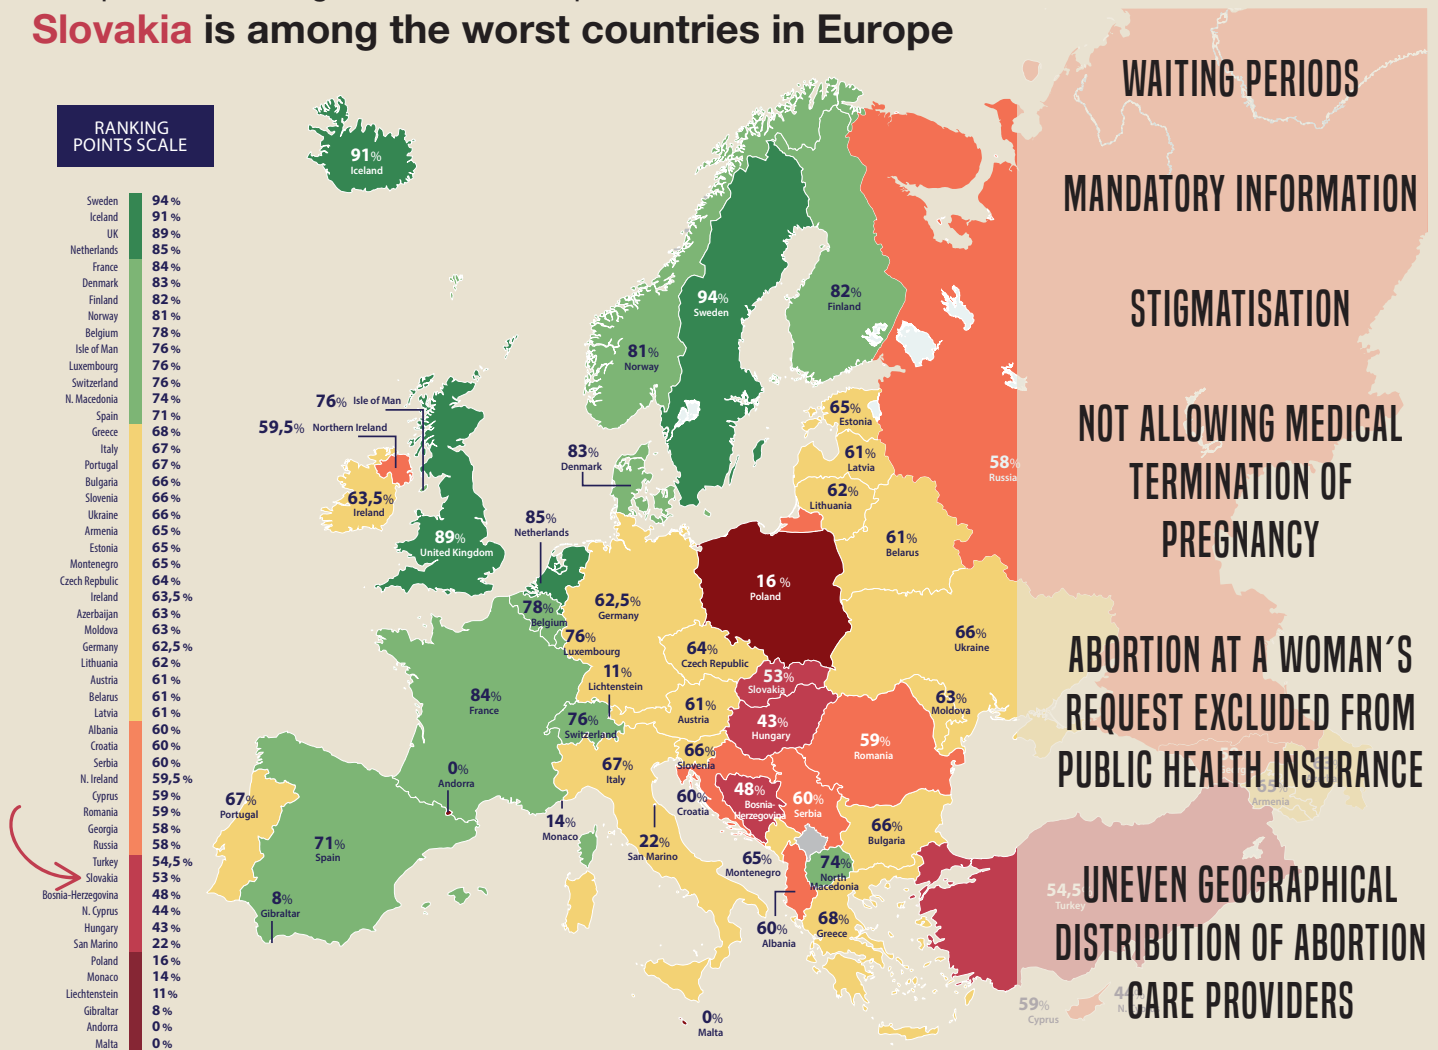 Slovakia is among the worst countries in Europe
RANKING
POINTS SCALE
Sweden 94 %
Iceland 91 %
UK 89 %
Netherlands 85 %
France 84 %
Denmark 83 %
Finland 82 %
Norway 81 %
Belgium 78 %
Isle of Man 76 %
Luxembourg 76 %
Switzerland 76 %
N. Macedonia 74 %
Spain 71 %
Greece 68 %
Italy 67 %
Portugal 67 %
Bulgaria 66 %
Slovenia 66 %
Ukraine 66 %
Armenia 65 %
Estonia 65 %
Montenegro 65 %
Czech Repbulic 64 %
Ireland 63,5 %
Azerbaijan 63 %
Moldova 63 %
Germany 62,5 %
Lithuania 62 %
Austria 61 %
Belarus 61 %
Latvia 61 %
Albania 60 %
Croatia 60 %
Serbia 60 %
N. Ireland 59,5 %
Cyprus 59 %
Romania 59 %
Georgia 58 %
Russia 58 %
Turkey 54,5 %
Slovakia 53 %
Bosnia-Herzegovina 48 %
N. Cyprus 44 %
Hungary 43 %
San Marino 22 %
Poland 16 %
Monaco 14 %
Liechtenstein 11 %
Gibraltar 8 %
Andorra 0 %
Malta 0 %
91%
Iceland
94%
Sweden
82%
Finland
81%
Norway
76% Isle of Man
59,5% Northern Ireland
63,5%
Ireland
89%
United Kingdom
83%
Denmark
85%
Netherlands
65%
Estonia
61%
Latvia
62%
Lithuania
58%
Russia
61%
Belarus
16 %
Poland
62,5%
Germany
78%
Belgium
76%
Luxembourg
11%
Lichtenstein
64%
Czech Republic
53%
Slovakia
66%
Ukraine
63%
Moldova
84%
France
76%
Switzerland
61%
Austria
43%
Hungary
59%
Romania
66%
Slovenia
67%
Italy
0%
Andorra
67%
Portugal
71%
Spain
8%
Gibraltar
14%
Monaco
22%
San Marino
60%
Croatia
48%
Bosnia-
Herzegovina
60%
Serbia
66%
Bulgaria
65%
Montenegro
74%
North
Macedonia
60%
Albania
68%
Greece
0%
Malta
54,5
Turkey
65%
Armenia
59%
Cyprus
WAITING PERIODS
MANDATORY INFORMATION
STIGMATISATION
NOT ALLOWING MEDICAL
TERMINATION OF
PREGNANCY
ABORTION AT A WOMAN´S
REQUEST EXCLUDED FROM
PUBLIC HEALTH INSURANCE
UNEVEN GEOGRAPHICAL
DISTRIBUTION OF ABORTION
CARE PROVIDERS